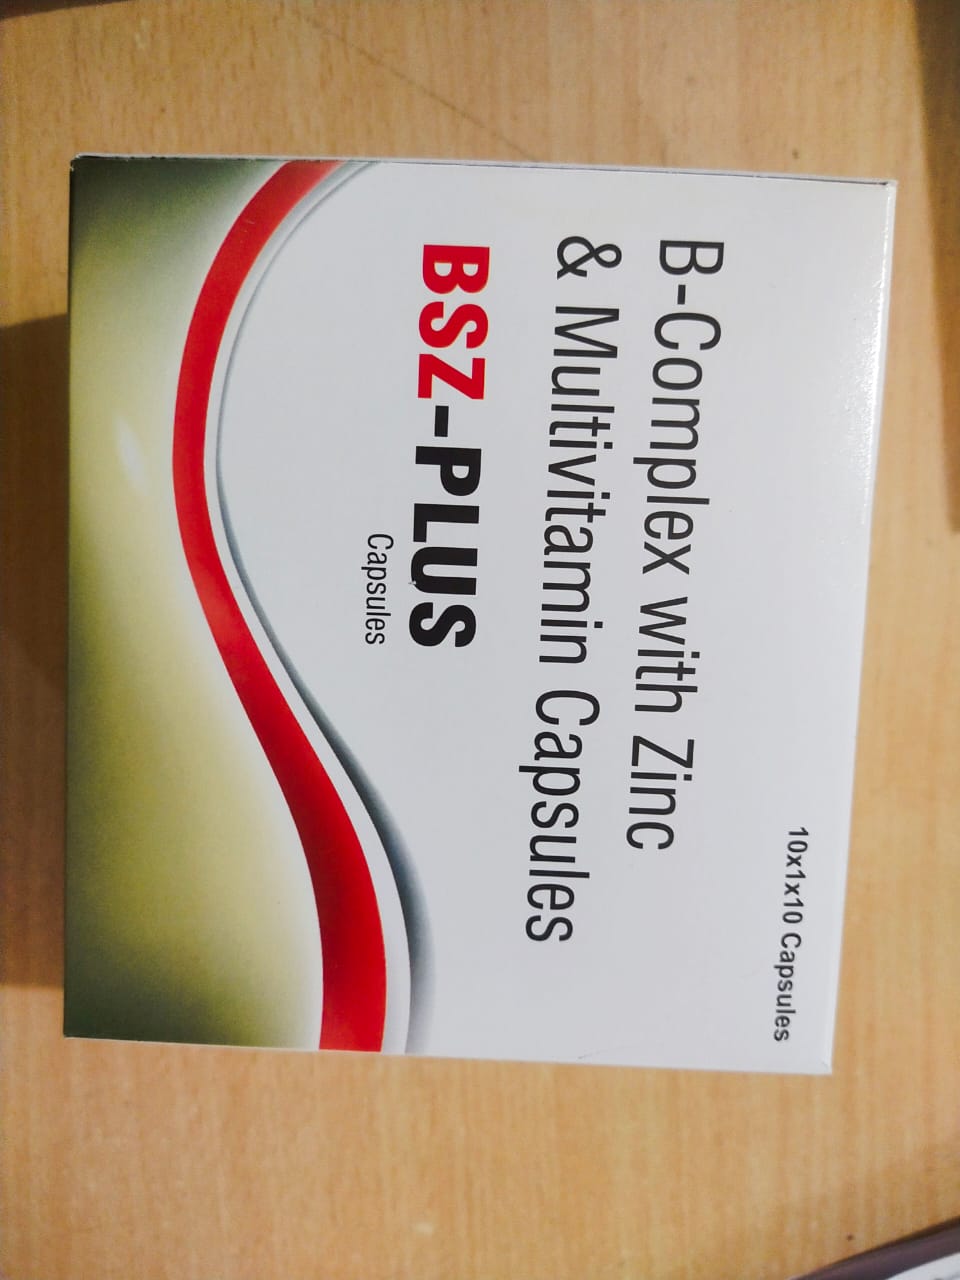 10x1x10 Capsules
B-Complex with Zinc
& Multivitamin Capsules
BSZ-PLUS
Capsules